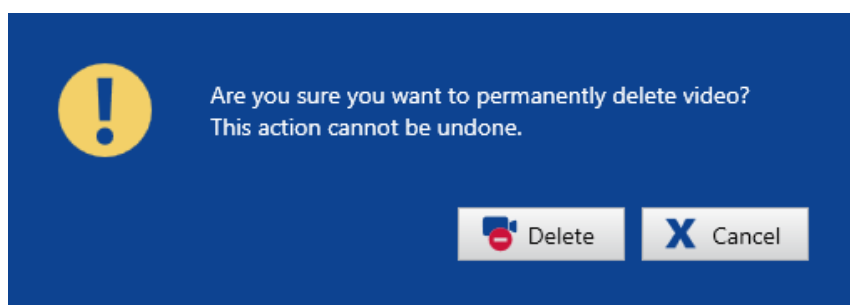 Are you sure you want to permanently delete video?
This action cannot be undone.
Delete
X Cancel